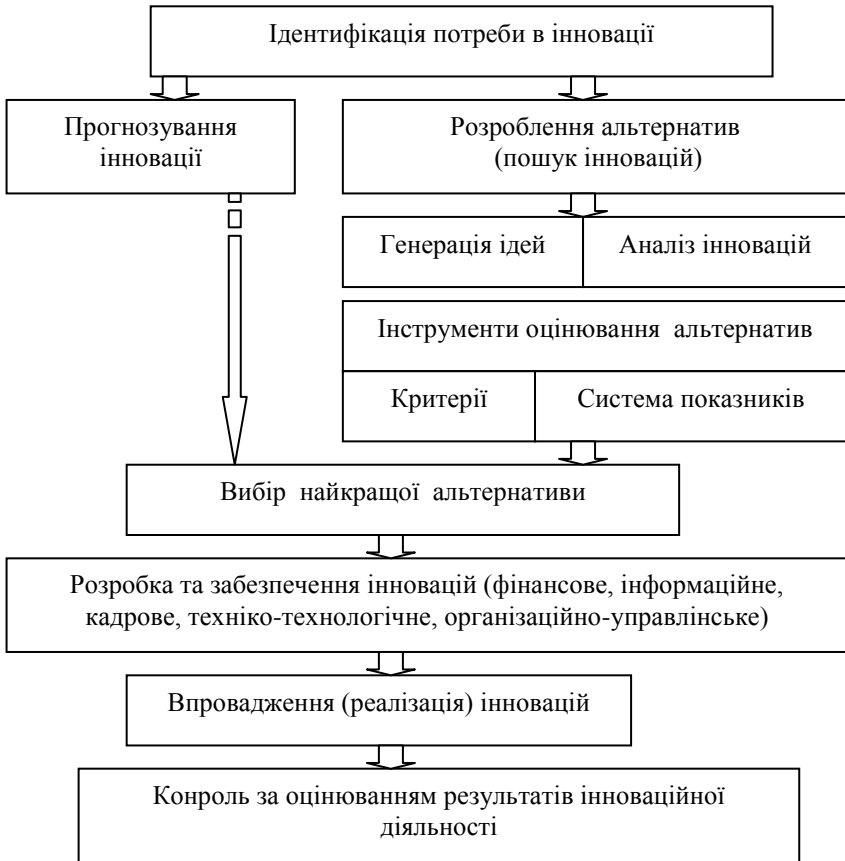 Ідентифікація потреби в інновації
Прогнозування
інновації
Розроблення альтернатив
(пошук інновацій)
Генерація ідей
Аналіз інновацій
Інструменти оцінювання альтернатив
Критерії
Система показників
Вибір найкращої альтернативи
Розробка та забезпечення інновацій (фінансове, інформаційне,
кадрове, техніко-технологічне, організаційно-управлінське)
Впровадження (реалізація) інновацій
Конроль за оцінюванням результатів інноваційної
діяльності